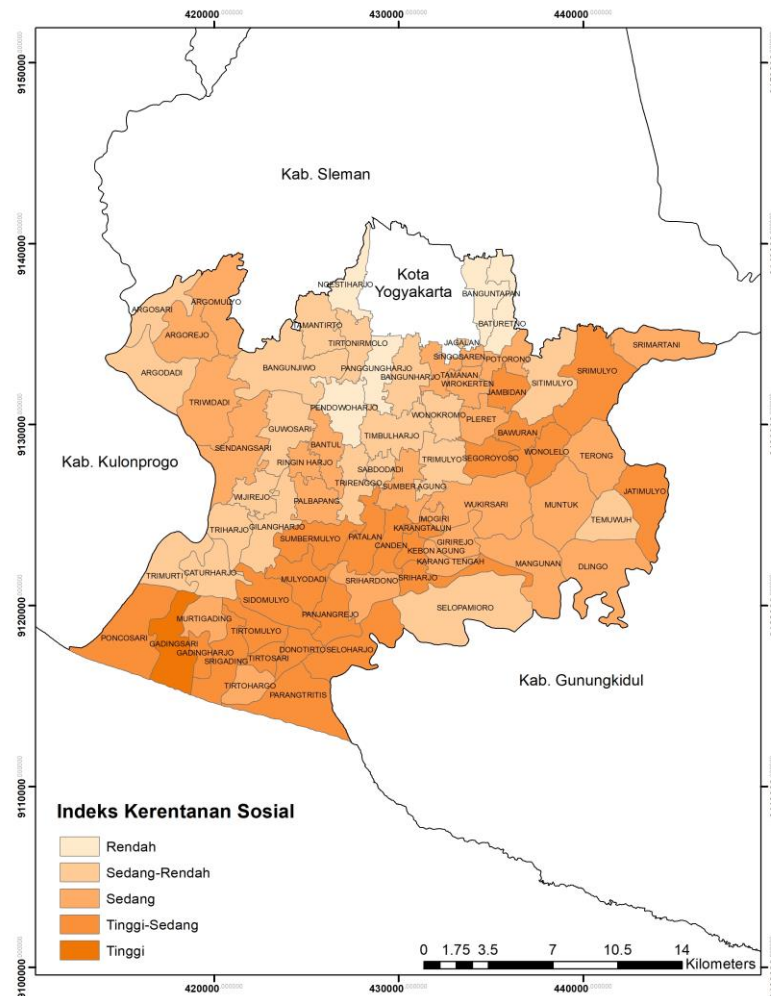 420000
430000
440000
9150000
9140000
9130000
9120000
9110000
9100000
Kab. Sleman
Kota
Yogyakarta
NGESTIHARJO
BANGUNTAPAN
ARGOMULYO
ARGOSARI
BATURETNO
TAMANTIRTO
ARGOREJO
TIRTONIRMOLO
JAGALAN
SINGOSAREN
POTORONO
SRIMARTANI
ARGODADI
BANGUNJIWO
PANGGUNGHARJO
BANGUNHARJO
TAMANAN
WIROKERTEN
SITIMULYO
SRIMULYO
TRIWIDADI
JAMBIDAN
PENDOWOHARJO
WONOKROMO
PLERET
GUWOSARI
TIMBULHARJO
BAWURAN
SENDANGSARI
BANTUL
WONOLELO
TERONG
Kab. Kulonprogo
RINGIN HARJO
SABDODADI
TRIMULYO
SEGOROYOSO
TRIRENGGO
SUMBER AGUNG
JATIMULYO
WIJIREJO
PALBAPANG
WUKIRSARI
MUNTUK
TEMUWUH
TRIHARJO
GILANGHARJO
IMOGIRI
KARANGTALUN
SUMBERMULYO
PATALAN
CANDEN
GIRIREJO
KEBON AGUNG
KARANG TENGAH
MANGUNAN
DLINGO
TRIMURTI
CATURHARJO
MULYODADI
SRIHARDONO
SRIHARJO
SIDOMULYO
SELOPAMIORO
MURTIGADING
PANJANGREJO
PONCOSARI
TIRTOMULYO
GADINGSARI
GADINGHARJO
DONOTIRTO
SELOHARJO
SRIGADING
TIRTOSARI
Kab. Gunungkidul
TIRTOHARGO
PARANGTRITIS
Indeks Kerentanan Sosial
Rendah
Sedang-Rendah
Sedang
Tinggi-Sedang
Tinggi
0 1.75 3.5 7 10.5 14
Kilometers
420000
430000
440000